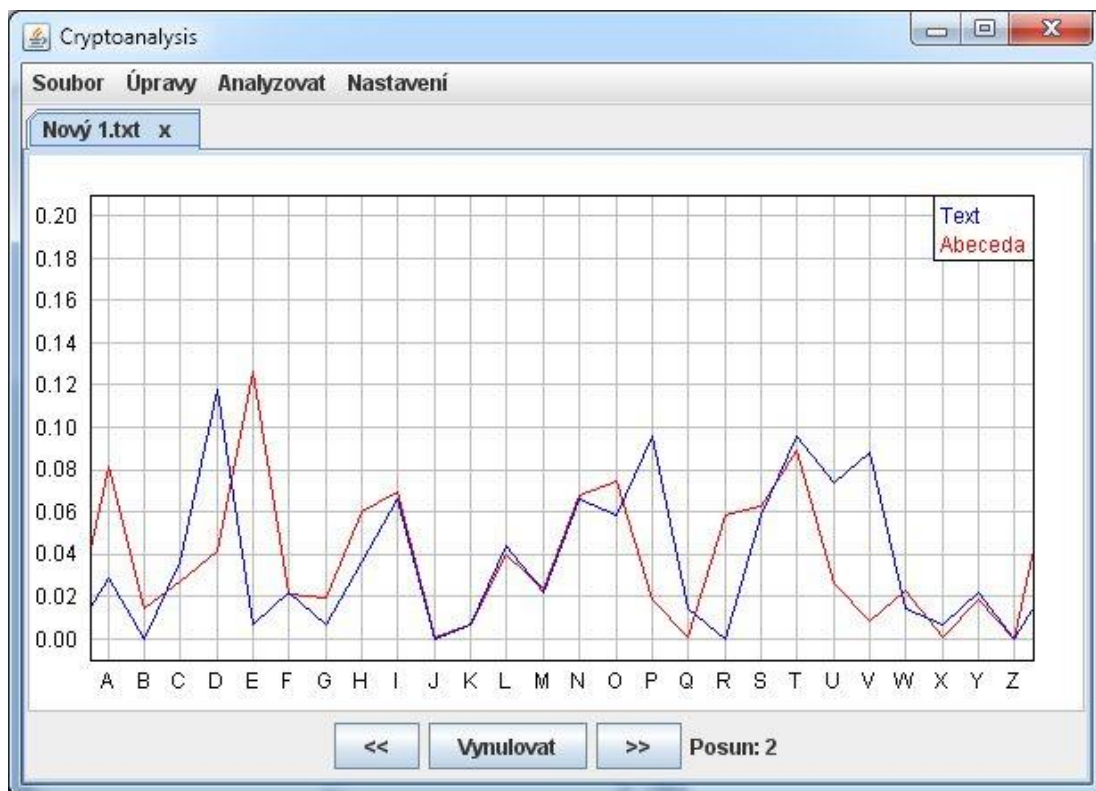 Cryptoanalysis
Soubor Úpravy Analyzovat Nastavení
Nový 1.txt x
Text
Abeceda
0.20
0.18
0.16
0.14
0.12
0.10
0.08
0.06
0.04
0.02
0.00
A B C D E F G H I J K L M N O P Q R S T U V W X Y Z
<< Vynulovat >> Posun: 2